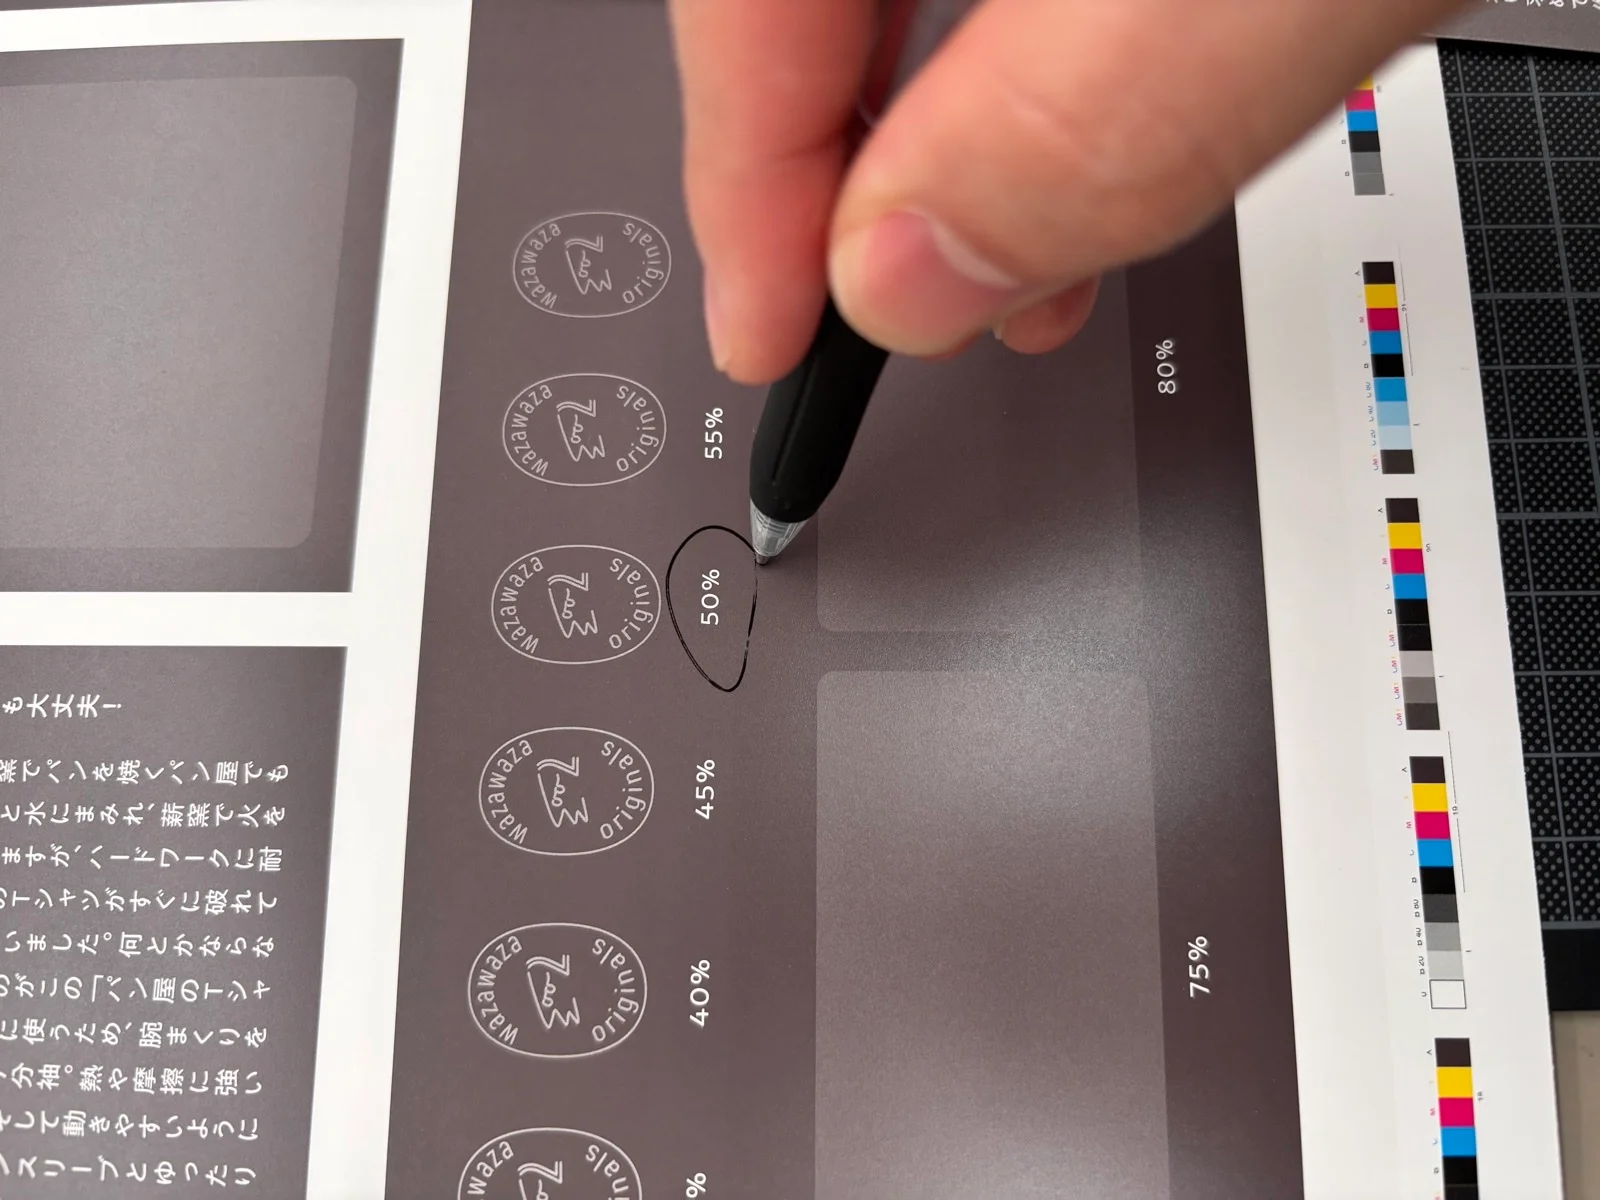 wazawaza originals
wazawaza originals
55%
wazawaza originals
50%
wazawaza originals
45%
wazawaza originals
40%
80%
75%
も大丈夫！
窯でパンを焼くパン屋でも
と水にまみれ、薪窯で火を
ますが、ハードワークに耐
のTシャツがすぐに破れて
いました。何とかならな
のがこの「パン屋のTシャ
に使うため、腕まくりを
分袖。熱や摩擦に強い
そして動きやすいように
スリーブとゆったり